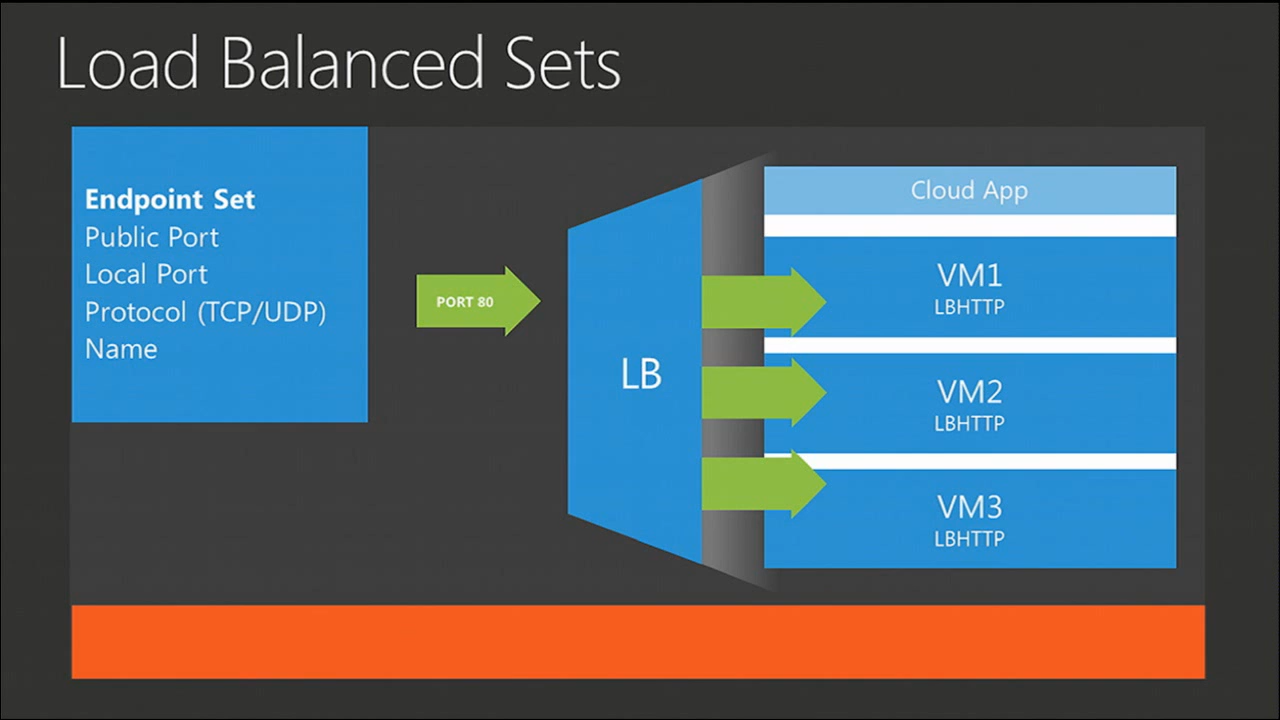 Load Balanced Sets
Endpoint Set
Public Port
Local Port
Protocol (TCP/UDP)
Name
PORT 80
LB
Cloud App
VM1
LBHTTP
VM2
LBHTTP
VM3
LBHTTP